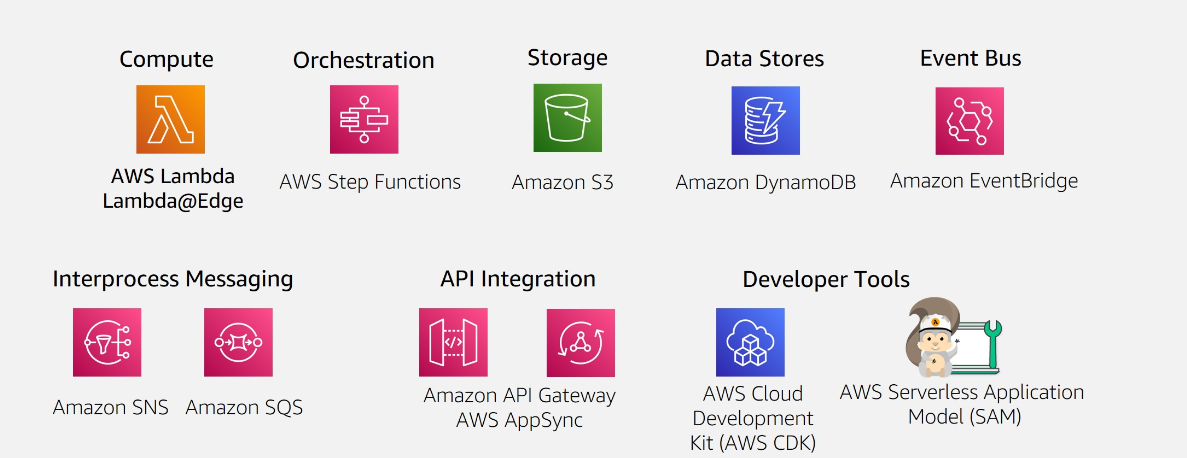 Compute
Orchestration
Storage
Data Stores
Event Bus
AWS Lambda
Lambda@Edge
AWS Step Functions
Amazon S3
Amazon DynamoDB
Amazon EventBridge
Interprocess Messaging
API Integration
Developer Tools
Amazon SNS
Amazon SQS
Amazon API Gateway
AWS AppSync
AWS Cloud
Development
Kit (AWS CDK)
AWS Serverless Application
Model (SAM)